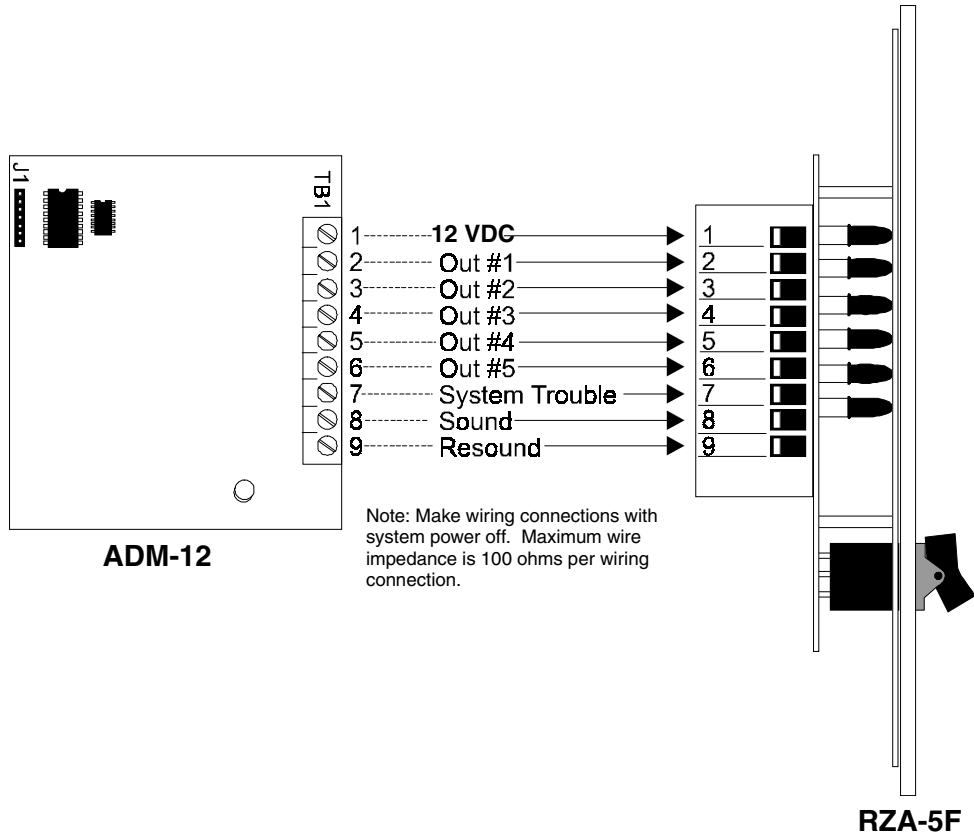 J1
TB1
1 12 VDC 1
2 Out #1 2
3 Out #2 3
4 Out #3 4
5 Out #4 5
6 Out #5 6
7 System Trouble 7
8 Sound 8
9 Resound 9
Note: Make wiring connections with
system power off. Maximum wire
impedance is 100 ohms per wiring
connection.
ADM-12
RZA-5F